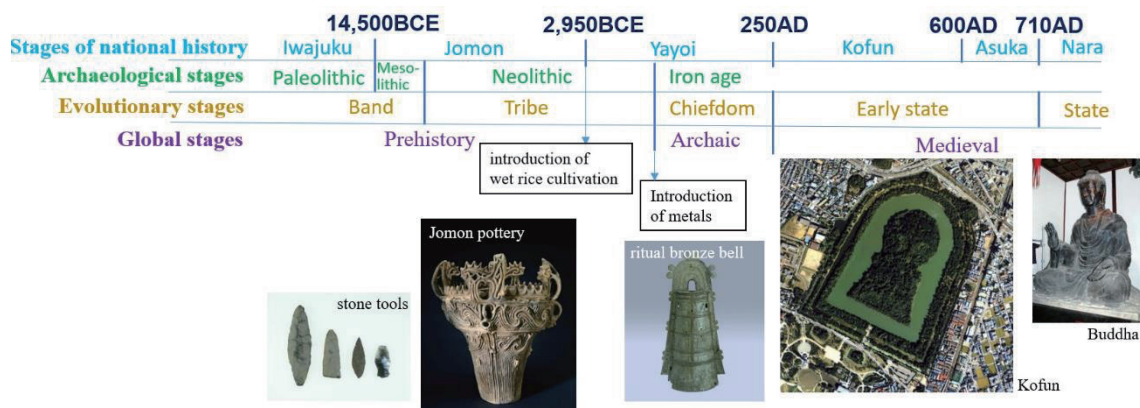 14,500BCE 2,950BCE 250AD 600AD 710AD
Stages of national history Iwajuku Jomon Yayoi Kofun Asuka Nara
Archaeological stages Paleolithic Meso-
lithic Neolithic Iron age
Evolutionary stages Band Tribe Chiefdom Early state State
Global stages Prehistory Archaic Medieval
introduction of
wet rice cultivation
Introduction
of metals
Jomon pottery
ritual bronze bell
stone tools
Buddha
Kofun